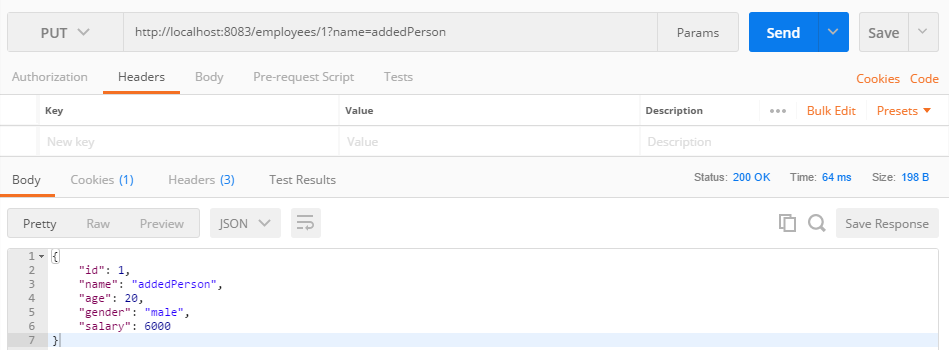 PUT http://localhost:8083/employees/1?name=addedPerson Params Send Save
Authorization Headers Body Pre-request Script Tests Cookies Code
Key Value Description ••• Bulk Edit Presets
New key Value Description
Body Cookies (1) Headers (3) Test Results Status: 200 OK Time: 64 ms Size: 198 B
Pretty Raw Preview JSON Save Response
1 {
2 "id": 1,
3 "name": "addedPerson",
4 "age": 20,
5 "gender": "male",
6 "salary": 6000
7 }